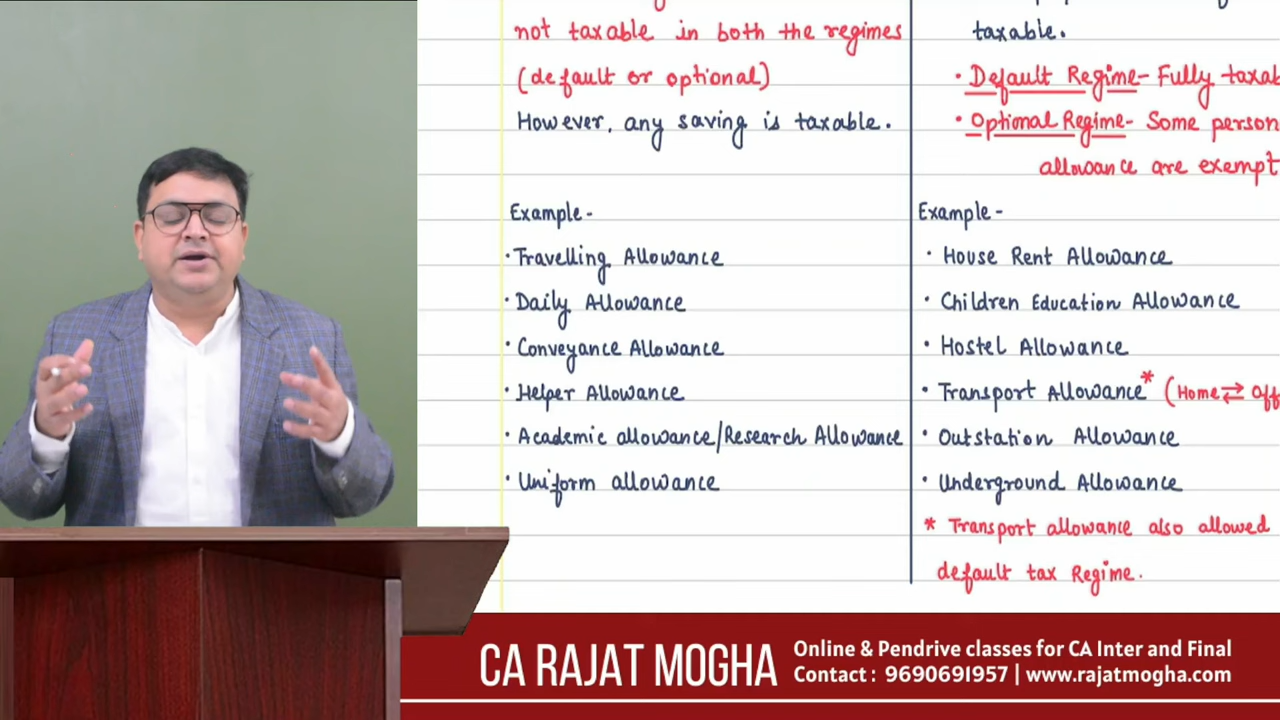 not taxable in both the regimes
(default or optional)
However, any saving is taxable.
Example-
·Travelling Allowance
·Daily Allowance
·Conveyance Allowance
·Helper Allowance
·Academic allowance/Research Allowance
·Uniform allowance
taxable.
·Default Regime- Fully
·Optional Regime- Some
allowance are exempt
Example-
·House Rent Allowance
·Children Education Allowance
·Hostel Allowance
·Transport Allowance* (Home⇄
·Outstation Allowance
·Underground Allowance
* Transport allowance also allowed
default tax Regime.
CA RAJAT MOGHA
Online & Pendrive classes for CA Inter and Final
Contact : 9690691957 | www.rajatmogha.com